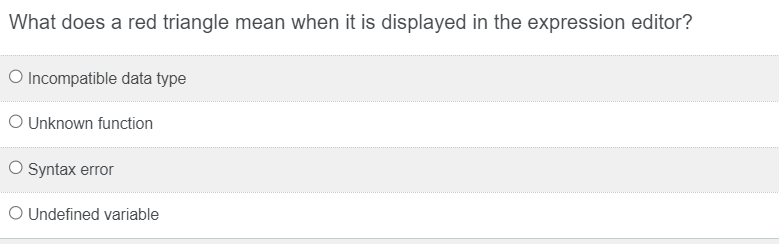 What does a red triangle mean when it is displayed in the expression editor?
Incompatible data type
Unknown function
Syntax error
Undefined variable